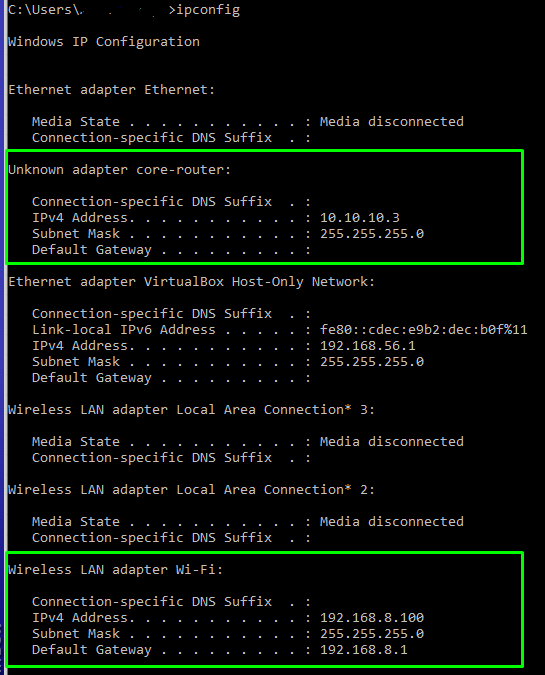 C:\Users\ >ipconfig
Windows IP Configuration
Ethernet adapter Ethernet:
Media State . . . . . . . . . . . : Media disconnected
Connection-specific DNS Suffix  . :
Unknown adapter core-router:
Connection-specific DNS Suffix  . :
IPv4 Address. . . . . . . . . . . : 10.10.10.3
Subnet Mask . . . . . . . . . . . : 255.255.255.0
Default Gateway . . . . . . . . . :
Ethernet adapter VirtualBox Host-Only Network:
Connection-specific DNS Suffix  . :
Link-local IPv6 Address . . . . . : fe80::cdec:e9b2:dec:b0f%11
IPv4 Address. . . . . . . . . . . : 192.168.56.1
Subnet Mask . . . . . . . . . . . : 255.255.255.0
Default Gateway . . . . . . . . . :
Wireless LAN adapter Local Area Connection* 3:
Media State . . . . . . . . . . . : Media disconnected
Connection-specific DNS Suffix  . :
Wireless LAN adapter Local Area Connection* 2:
Media State . . . . . . . . . . . : Media disconnected
Connection-specific DNS Suffix  . :
Wireless LAN adapter Wi-Fi:
Connection-specific DNS Suffix  . :
IPv4 Address. . . . . . . . . . . : 192.168.8.100
Subnet Mask . . . . . . . . . . . : 255.255.255.0
Default Gateway . . . . . . . . . : 192.168.8.1